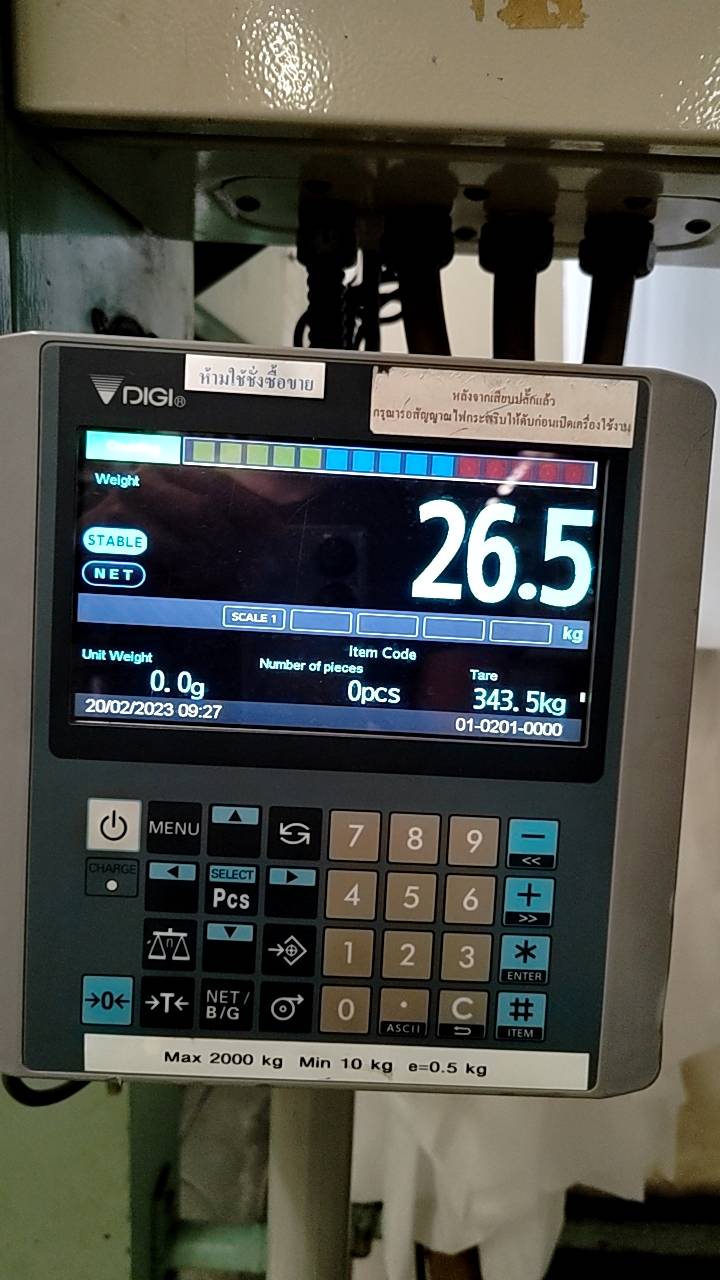 DIGI®
ห้ามใช้ชั่งซื้อขาย
หลังจากเสียบปลั๊กแล้ว
กรุณารอสัญญาณไฟกระพริบให้ดับก่อนเปิดเครื่องใช้งาน
Weight
26.5
STABLE
NET
SCALE 1
kg
Unit Weight
Item Code
Number of pieces
Tare
0.0g
0pcs
343.5kg
20/02/2023 09:27
01-0201-0000
MENU
7 8 9 −
<<
CHARGE
SELECT
Pcs
4 5 6 +
>>
1 2 3 *
ENTER
→0← →T← NET/
B/G
0 . C #
ASCII
ITEM
Max 2000 kg Min 10 kg e=0.5 kg